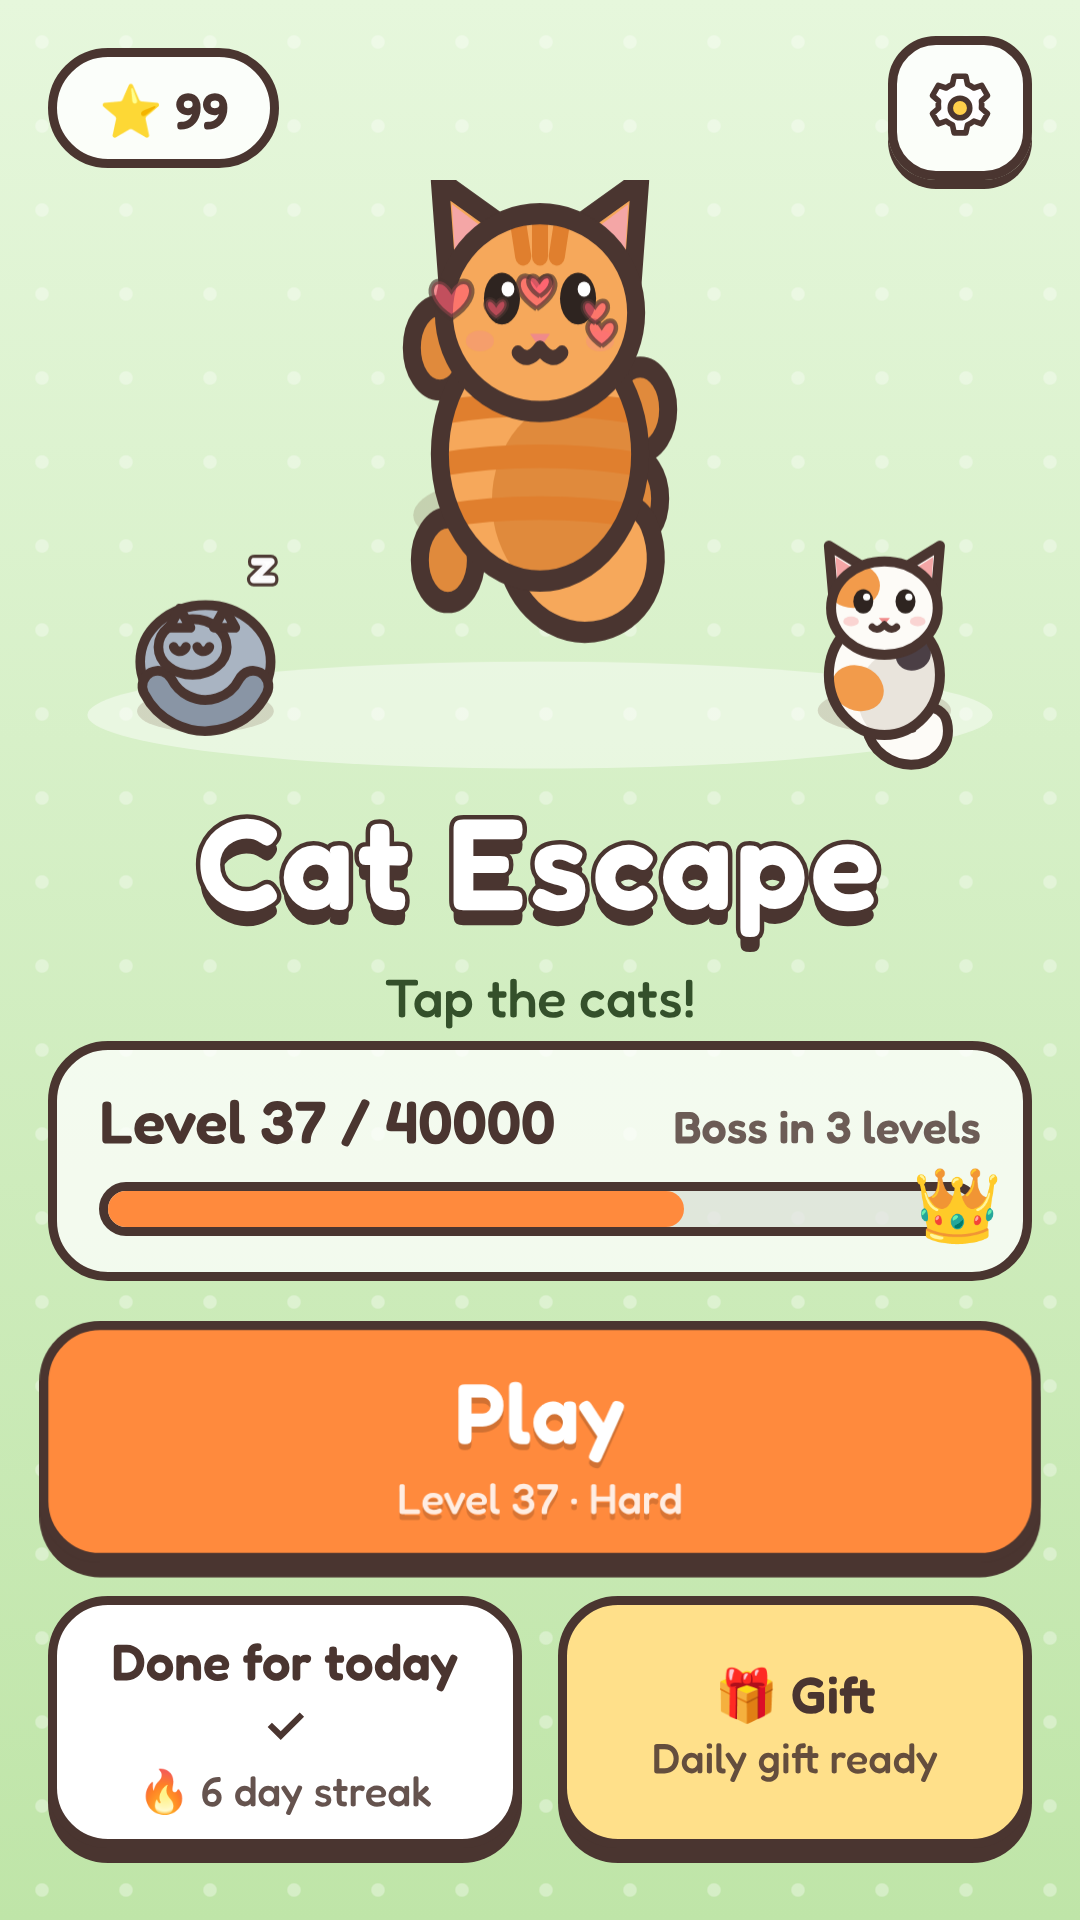 99
z
Cat Escape
Tap the cats!
Level 37 / 40000
Boss in 3 levels
Play
Level 37 · Hard
Done for today
✓
6 day streak
Gift
Daily gift ready